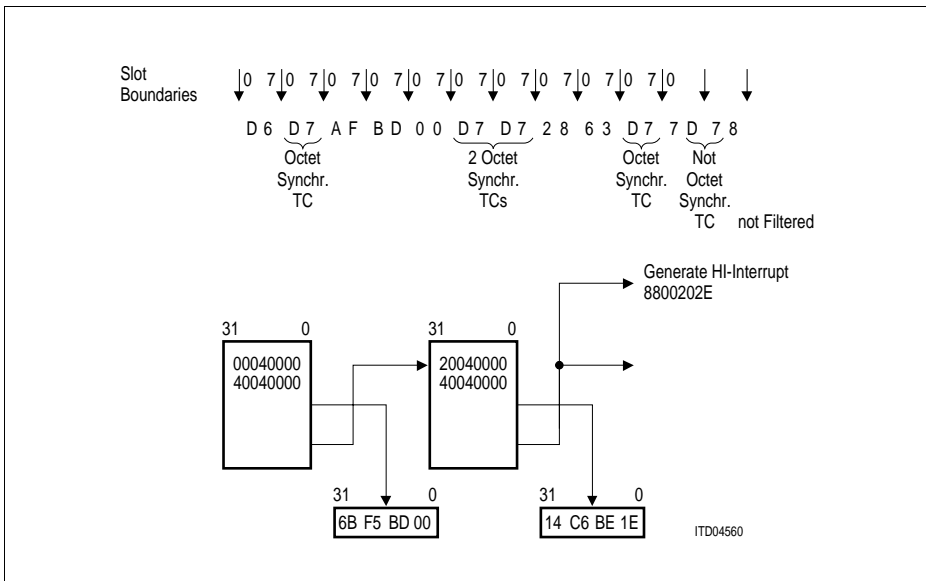 Slot
Boundaries
0 7 0 7 0 7 0 7 0 7 0 7 0 7 0 7 0 7 0 7 0
D 6 D 7 A F B D 0 0 D 7 D 7 2 8 6 3 D 7 7 D 7 8
Octet
Synchr.
TC
2 Octet
Synchr.
TCs
Octet
Synchr.
TC
Not
Octet
Synchr.
TC not Filtered
Generate HI-Interrupt
8800202E
31 0
00040000
40040000
31 0
20040000
40040000
31 0
6B F5 BD 00
31 0
14 C6 BE 1E
ITD04560